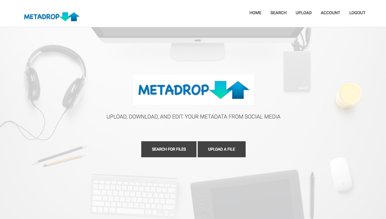 METADROP
HOME SEARCH UPLOAD ACCOUNT LOGOUT
METADROP
UPLOAD, DOWNLOAD, AND EDIT YOUR METADATA FROM SOCIAL MEDIA
SEARCH FOR FILES UPLOAD A FILE